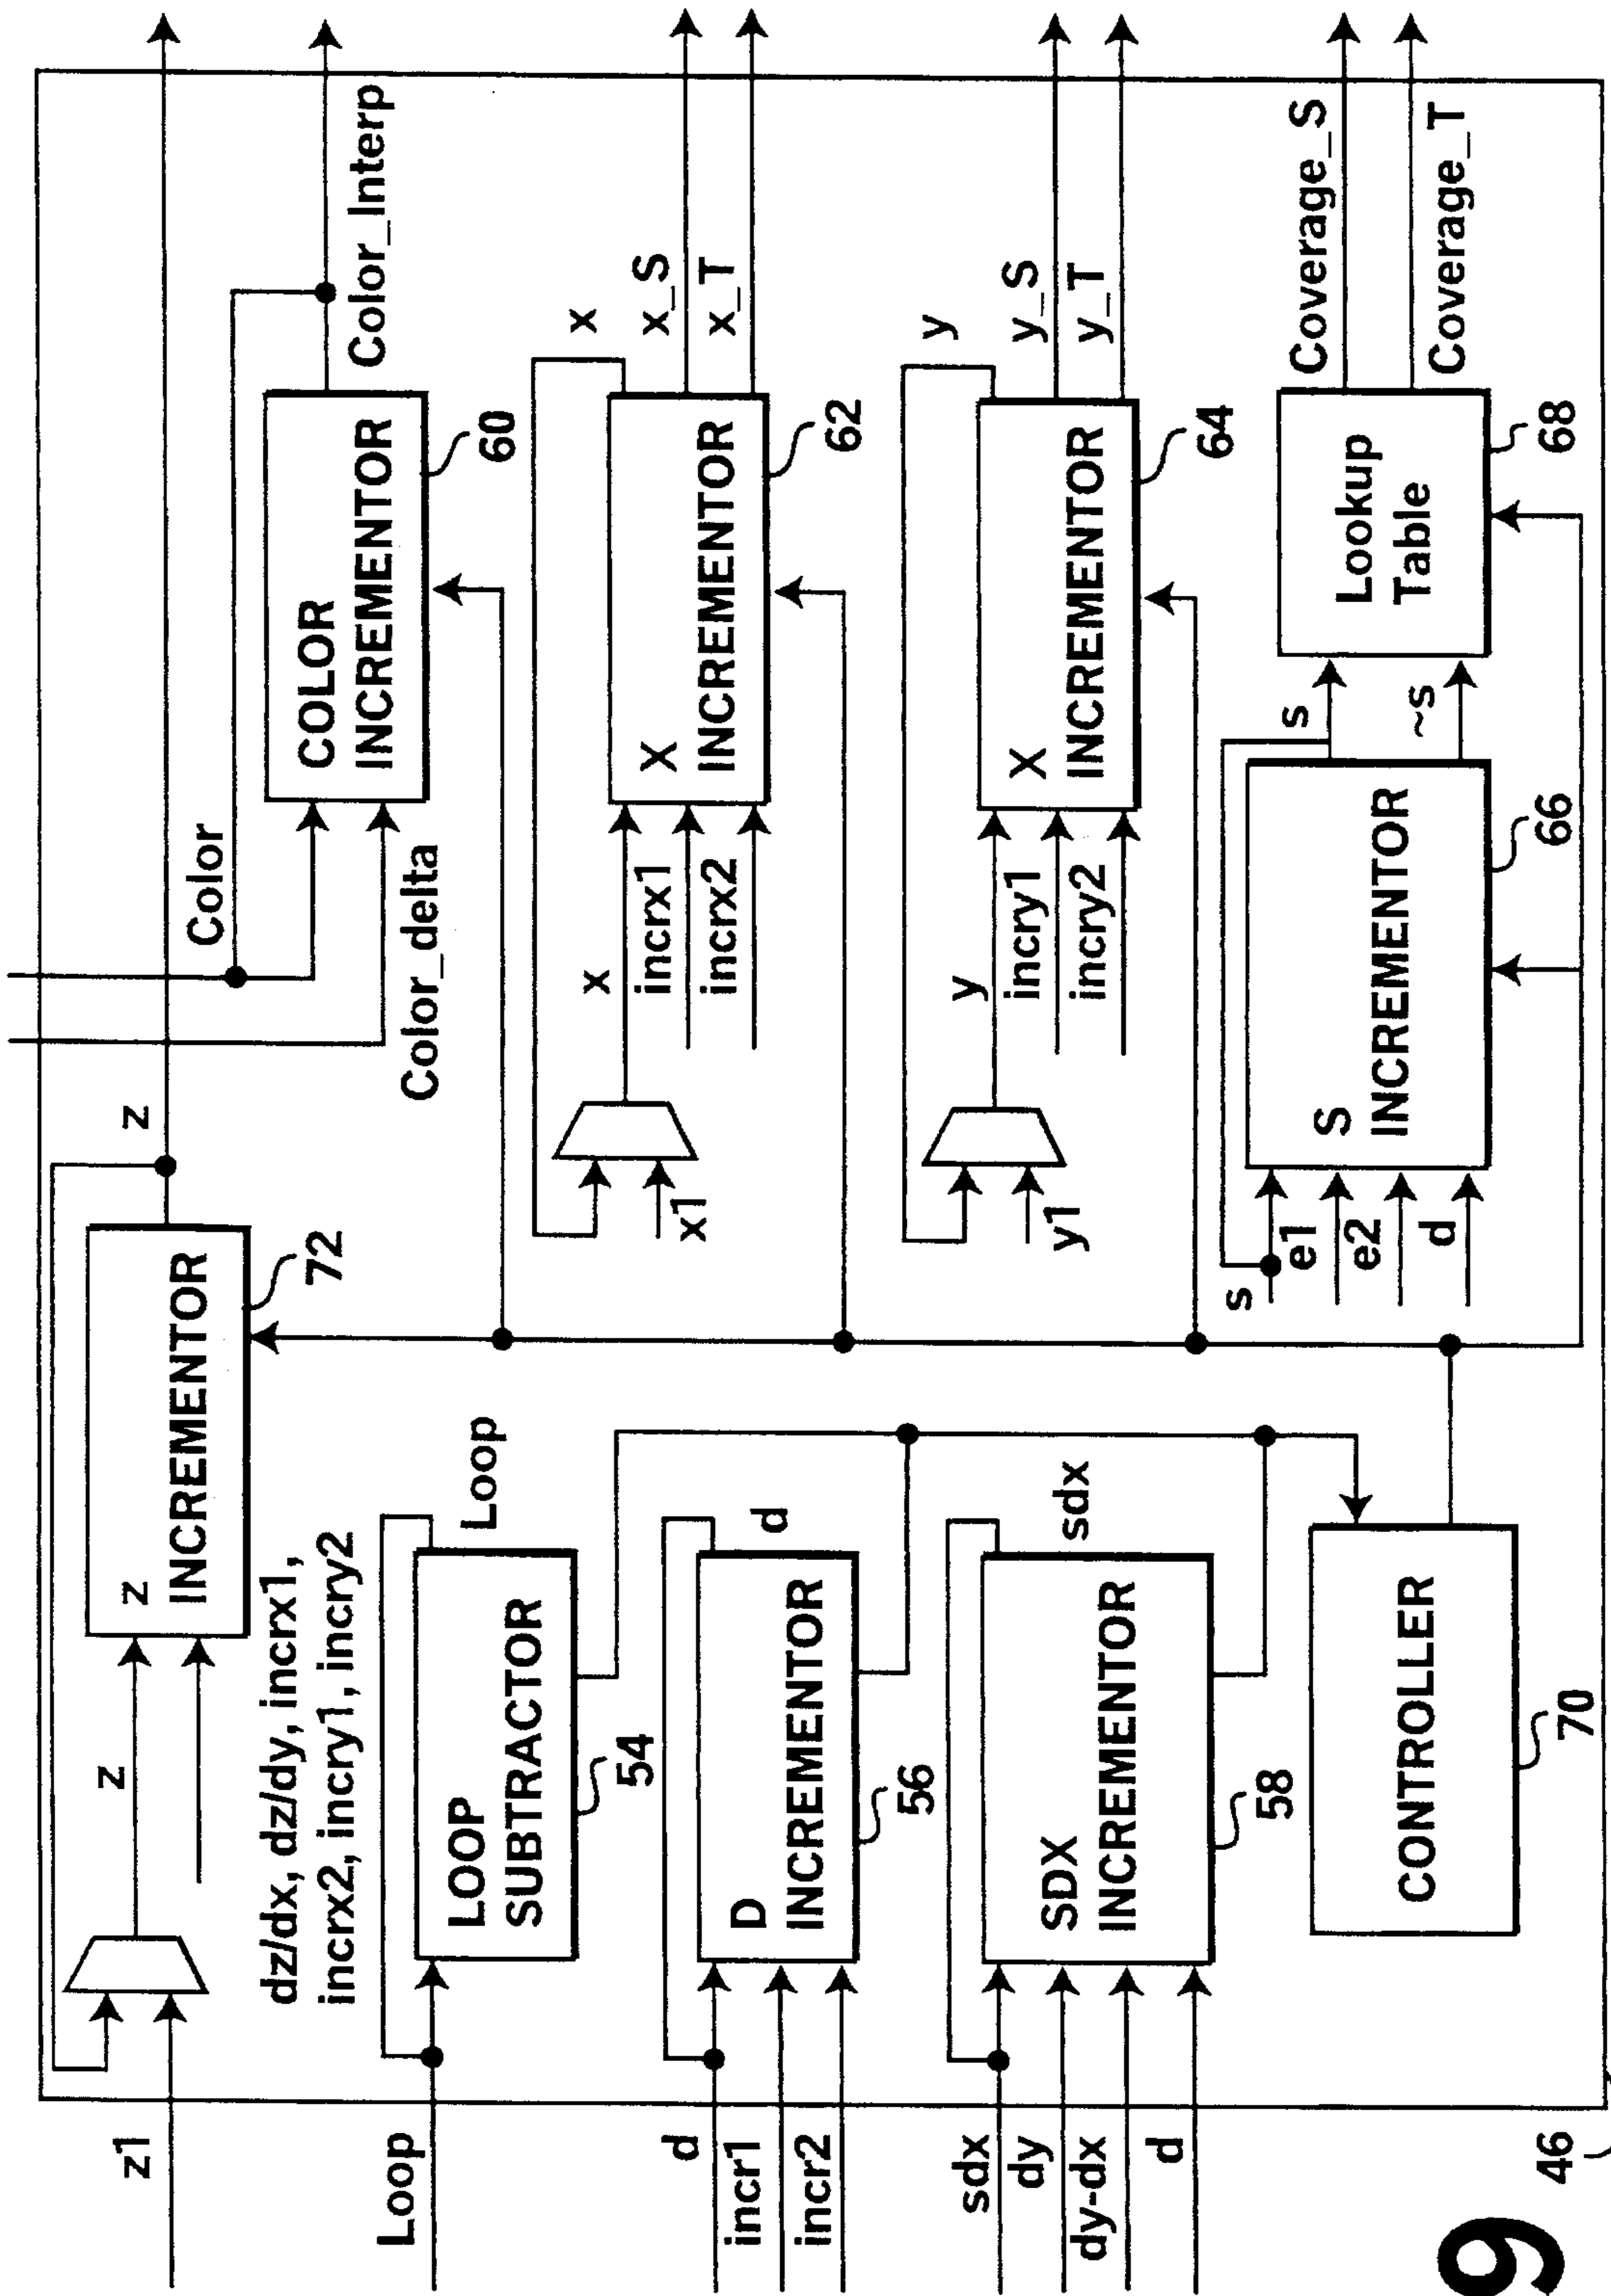 z1
z
z
INCREMENTOR
72
z
dz/dx, dz/dy, incrx1,
incrx2, incry1, incry2
Loop
LOOP
SUBTRACTOR
54
Loop
d
incr1
incr2
D
INCREMENTOR
56
d
sdx
dy
dy-dx
d
SDX
INCREMENTOR
58
sdx
CONTROLLER
70
Color
Color_delta
COLOR
INCREMENTOR
60
Color_Interp
x1
x
incrx1
incrx2
X
INCREMENTOR
62
x
x_S
x_T
y1
y
incry1
incry2
X
INCREMENTOR
64
y
y_S
y_T
s
e1
e2
d
S
INCREMENTOR
66
s
~s
Lookup
Table
68
Coverage_S
Coverage_T
46
9